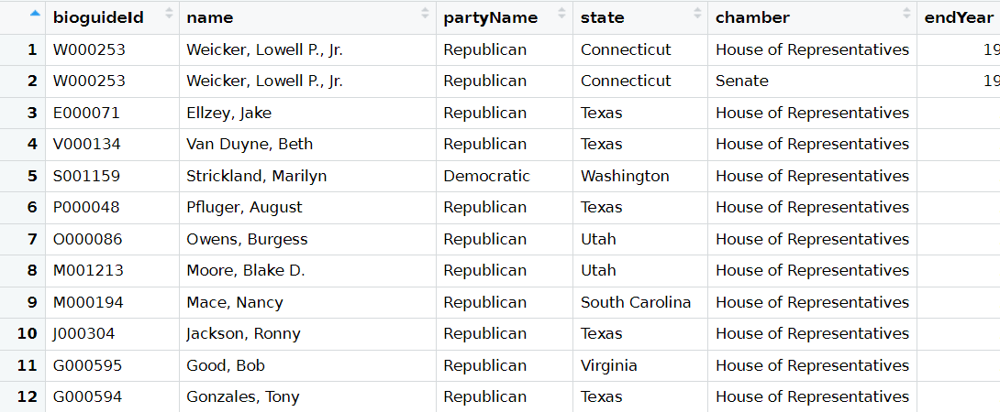 bioguideId name partyName state chamber endYear
1 W000253 Weicker, Lowell P., Jr. Republican Connecticut House of Representatives 19
2 W000253 Weicker, Lowell P., Jr. Republican Connecticut Senate 19
3 E000071 Ellzey, Jake Republican Texas House of Representatives
4 V000134 Van Duyne, Beth Republican Texas House of Representatives
5 S001159 Strickland, Marilyn Democratic Washington House of Representatives
6 P000048 Pfluger, August Republican Texas House of Representatives
7 O000086 Owens, Burgess Republican Utah House of Representatives
8 M001213 Moore, Blake D. Republican Utah House of Representatives
9 M000194 Mace, Nancy Republican South Carolina House of Representatives
10 J000304 Jackson, Ronny Republican Texas House of Representatives
11 G000595 Good, Bob Republican Virginia House of Representatives
12 G000594 Gonzales, Tony Republican Texas House of Representatives